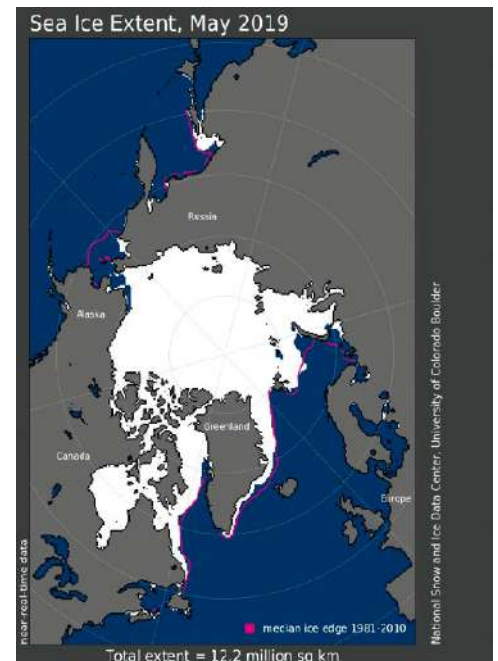 Sea Ice Extent, May 2019
Russia
Alaska
Greenland
Canada
Europe
near-real-time data
median ice edge 1981-2010
Total extent = 12.2 million sq km
National Snow and Ice Data Center, University of Colorado Boulder